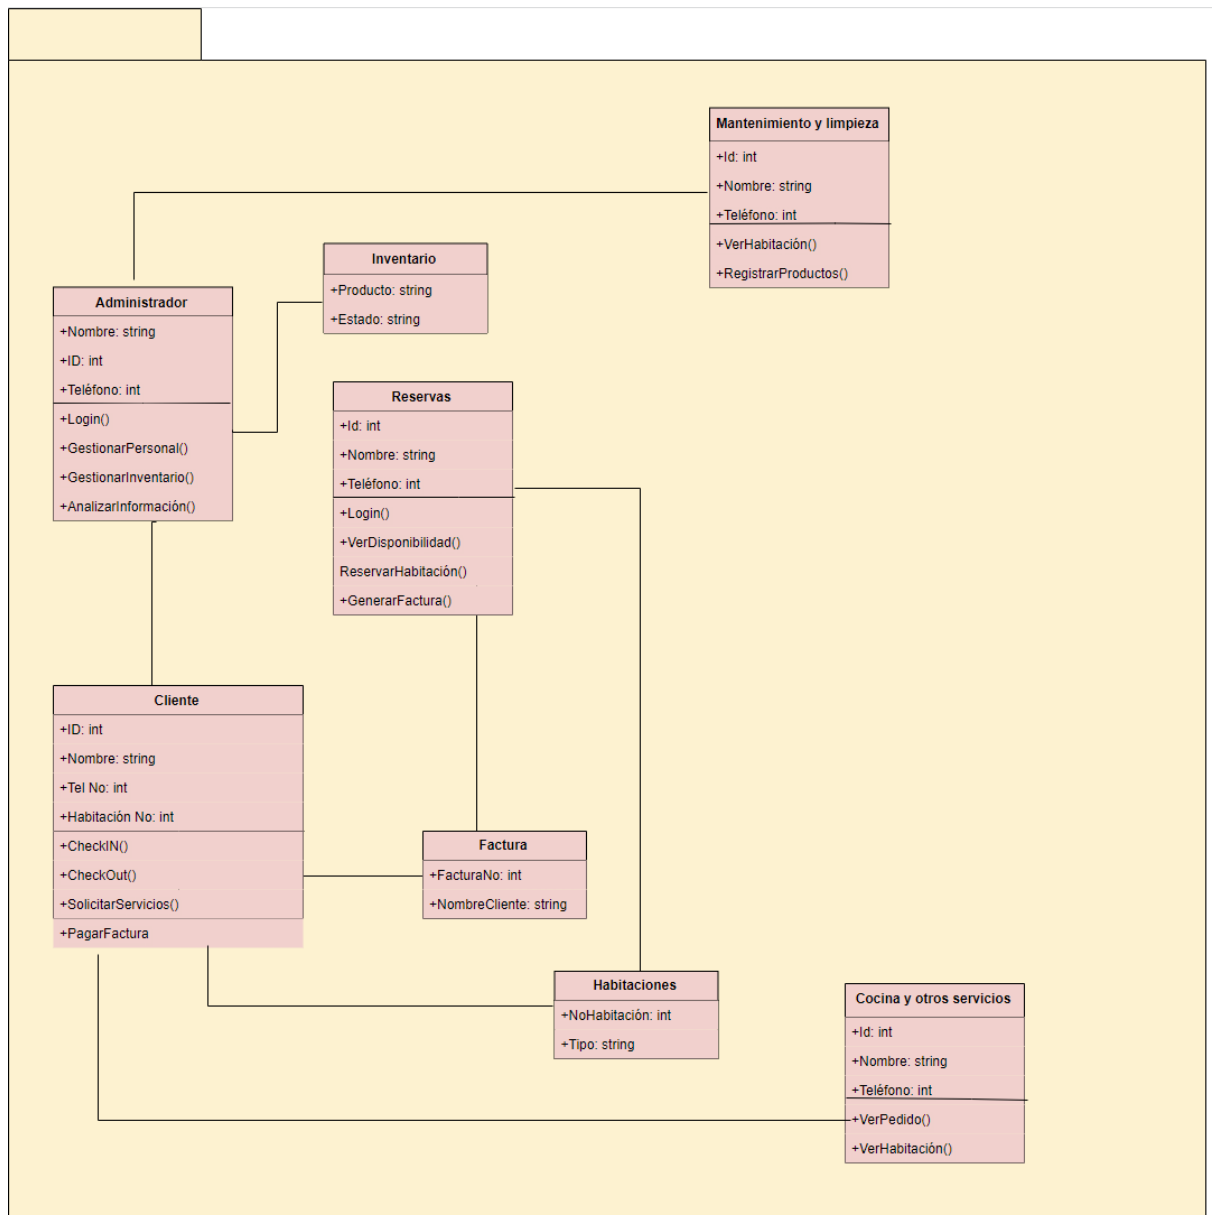 Mantenimiento y limpieza
+Id: int
+Nombre: string
+Teléfono: int
+VerHabitación()
+RegistrarProductos()
Inventario
+Producto: string
+Estado: string
Administrador
+Nombre: string
+ID: int
+Teléfono: int
+Login()
+GestionarPersonal()
+GestionarInventario()
+AnalizarInformación()
Reservas
+Id: int
+Nombre: string
+Teléfono: int
+Login()
+VerDisponibilidad()
ReservarHabitación()
+GenerarFactura()
Cliente
+ID: int
+Nombre: string
+Tel No: int
+Habitación No: int
+CheckIN()
+CheckOut()
+SolicitarServicios()
+PagarFactura
Factura
+FacturaNo: int
+NombreCliente: string
Habitaciones
+NoHabitación: int
+Tipo: string
Cocina y otros servicios
+Id: int
+Nombre: string
+Teléfono: int
+VerPedido()
+VerHabitación()